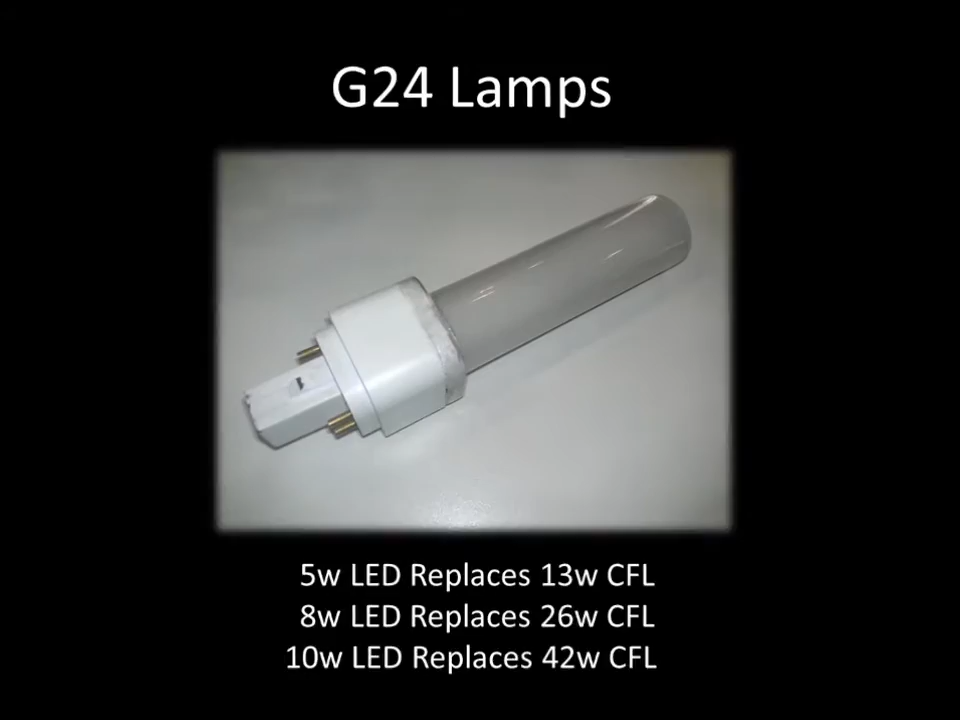 G24 Lamps
5w LED Replaces 13w CFL
8w LED Replaces 26w CFL
10w LED Replaces 42w CFL